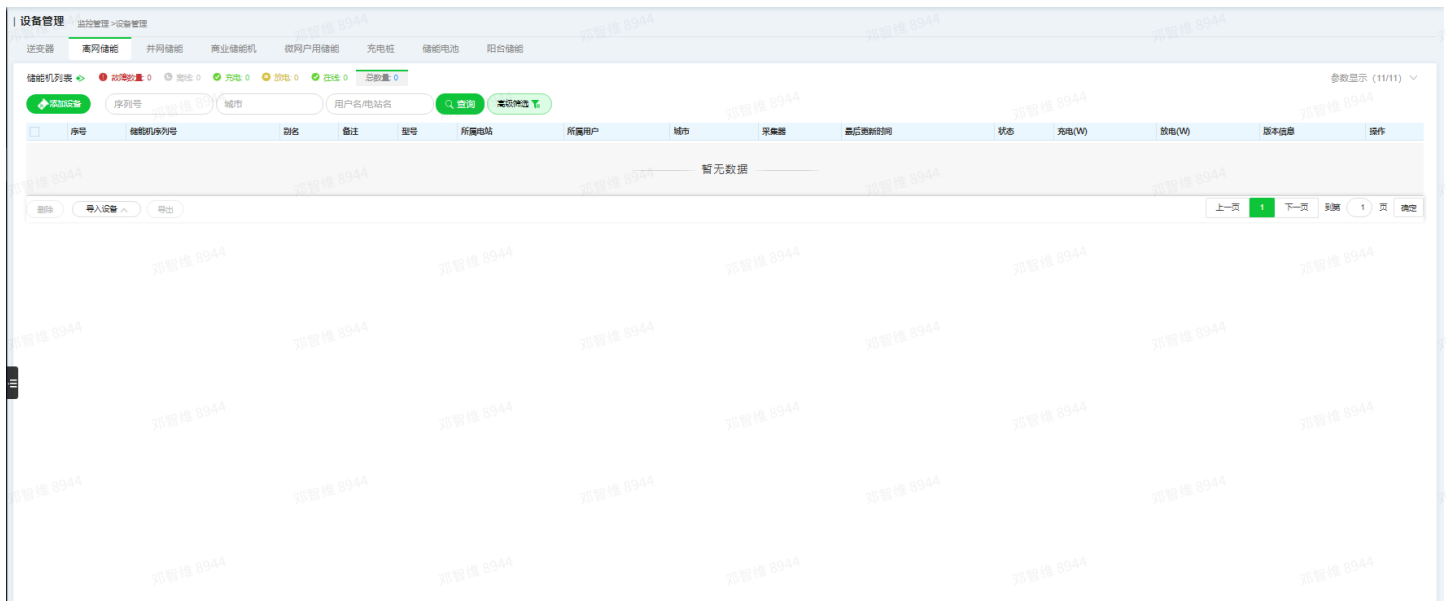 设备管理 监控管理 >设备管理
逆变器 离网储能 并网储能 商业储能机 微网户用储能 充电桩 储能电池 阳台储能
储能机列表 故障数量: 0 离线: 0 充电: 0 放电: 0 在线: 0 总数量: 0 参数显示 (11/11)
添加设备 序列号 城市 用户名/电站名 查询 高级筛选
序号 储能机序列号 别名 备注 型号 所属电站 所属用户 城市 采集器 最后更新时间 状态 充电(W) 放电(W) 版本信息 操作
暂无数据
删除 导入设备 导出 上一页 1 下一页 到第 1 页 确定
邓智维 8944